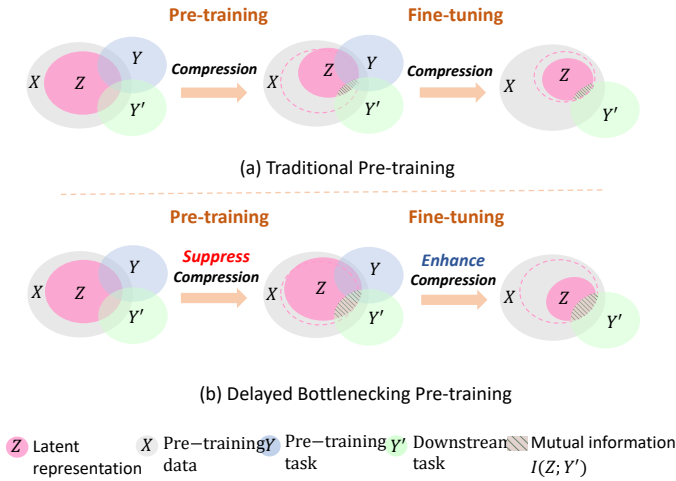 Pre-training Fine-tuning
X Z Y Y′ Compression X Z Y Y′ Compression X Z Y′
(a) Traditional Pre-training
Pre-training Fine-tuning
X Z Y Y′ Suppress Compression X Z Y Y′ Enhance Compression X Z Y′
(b) Delayed Bottlenecking Pre-training
Z Latent representation
X Pre−training data
Y Pre−training task
Y′ Downstream task
Mutual information
I(Z; Y′)